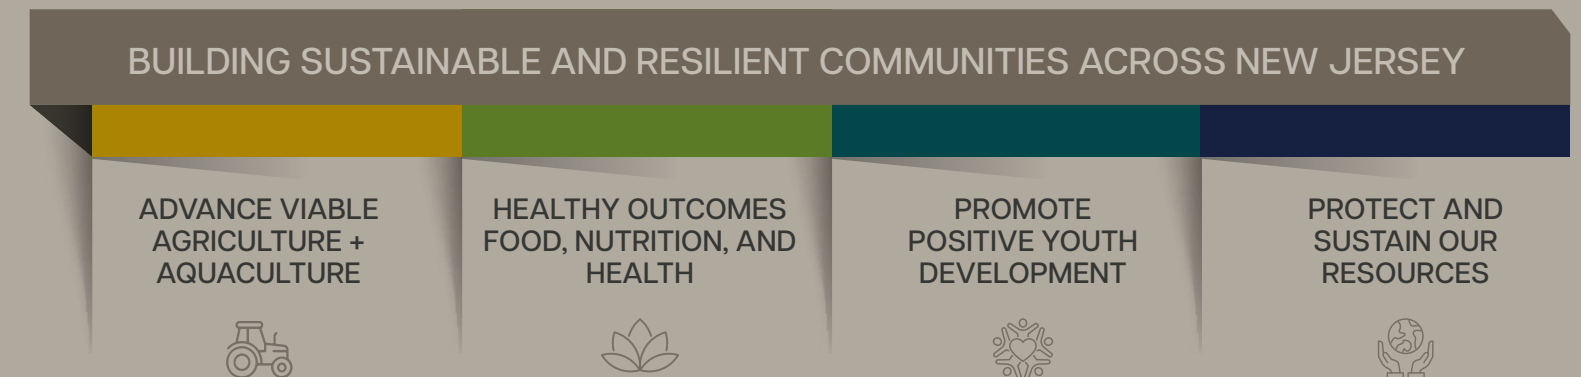 BUILDING SUSTAINABLE AND RESILIENT COMMUNITIES ACROSS NEW JERSEY
ADVANCE VIABLE
AGRICULTURE +
AQUACULTURE
HEALTHY OUTCOMES
FOOD, NUTRITION, AND
HEALTH
PROMOTE
POSITIVE YOUTH
DEVELOPMENT
PROTECT AND
SUSTAIN OUR
RESOURCES